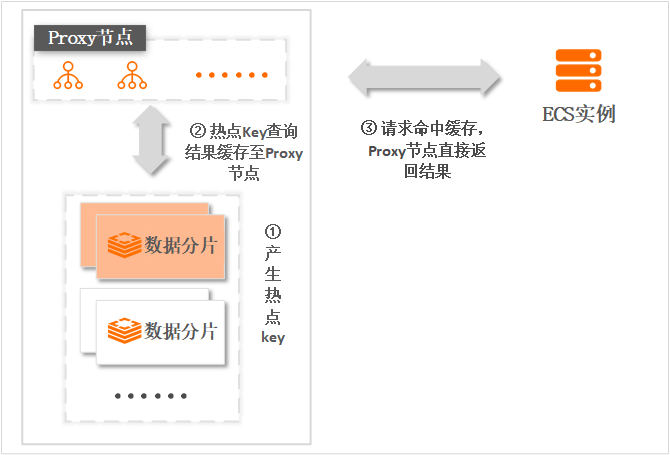 Proxy节点
② 热点Key查询
结果缓存至Proxy
节点
③ 请求命中缓存，
Proxy节点直接返
回结果
ECS实例
数据分片
数据分片
①
产
生
热
点
key